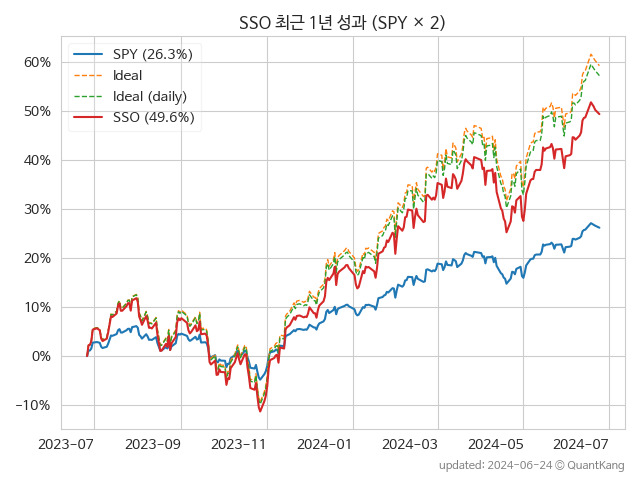 SSO 최근 1년 성과 (SPY × 2)
SPY (26.3%)
Ideal
Ideal (daily)
SSO (49.6%)
60%
50%
40%
30%
20%
10%
0%
−10%
2023-07 2023-09 2023-11 2024-01 2024-03 2024-05 2024-07
updated: 2024-06-24 © QuantKang